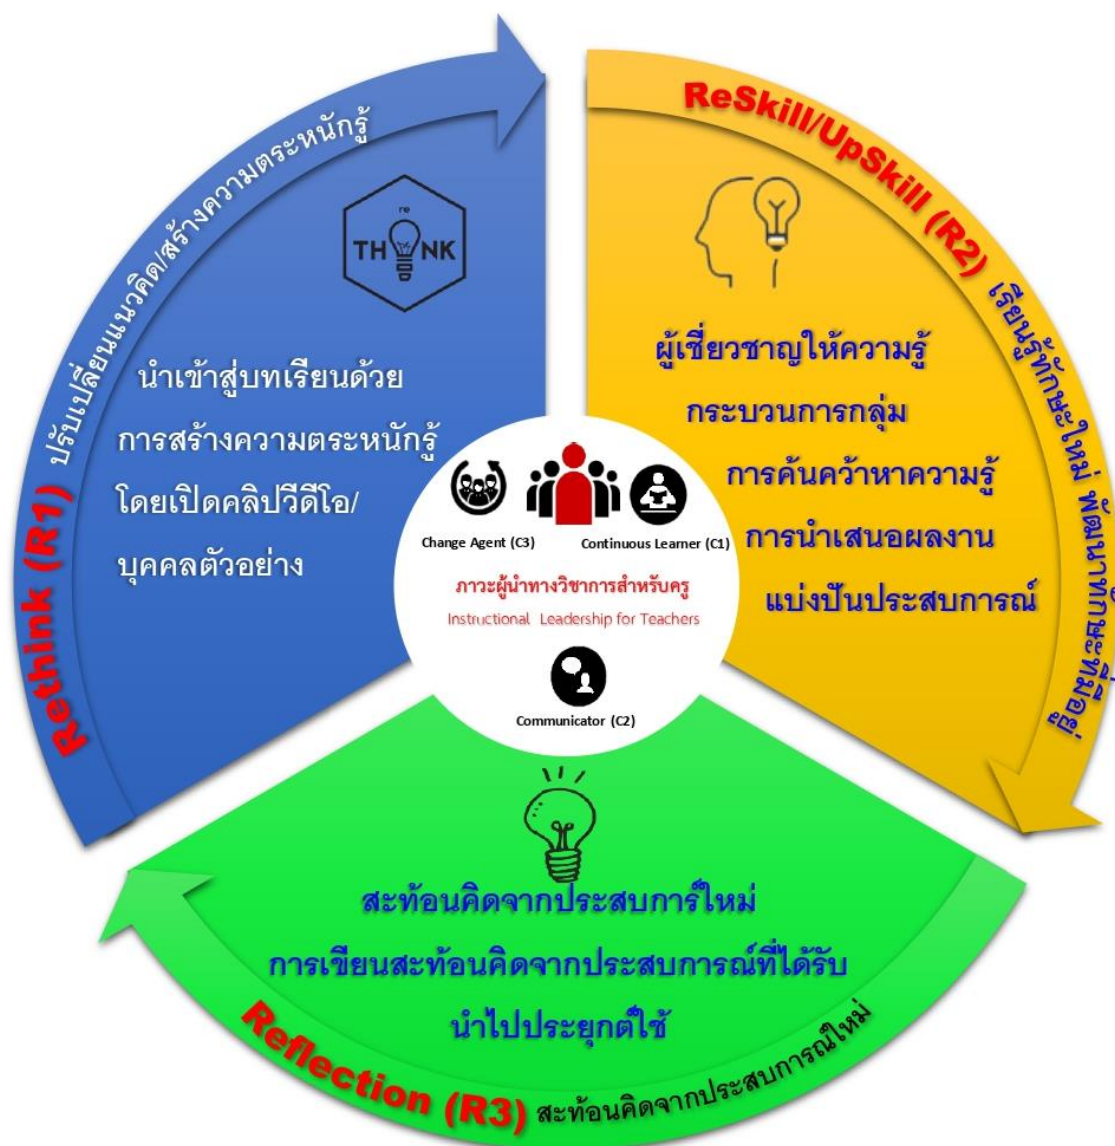 Rethink (R1) ปรับเปลี่ยนแนวคิด/สร้างความตระหนักรู้
re
THINK
นำเข้าสู่บทเรียนด้วย
การสร้างความตระหนักรู้
โดยเปิดคลิปวีดีโอ/
บุคคลตัวอย่าง
ReSkill/UpSkill (R2) เรียนรู้ทักษะใหม่ พัฒนาทักษะที่มีอยู่
ผู้เชี่ยวชาญให้ความรู้
กระบวนการกลุ่ม
การค้นคว้าหาความรู้
การนำเสนอผลงาน
แบ่งปันประสบการณ์
Change Agent (C3)
Continuous Learner (C1)
ภาวะผู้นำทางวิชาการสำหรับครู
Instructional Leadership for Teachers
Communicator (C2)
สะท้อนคิดจากประสบการ์ใหม่
การเขียนสะท้อนคิดจากประสบการณ์ที่ได้รับ
นำไปประยุกต์ใช้
Reflection (R3) สะท้อนคิดจากประสบการณ์ใหม่